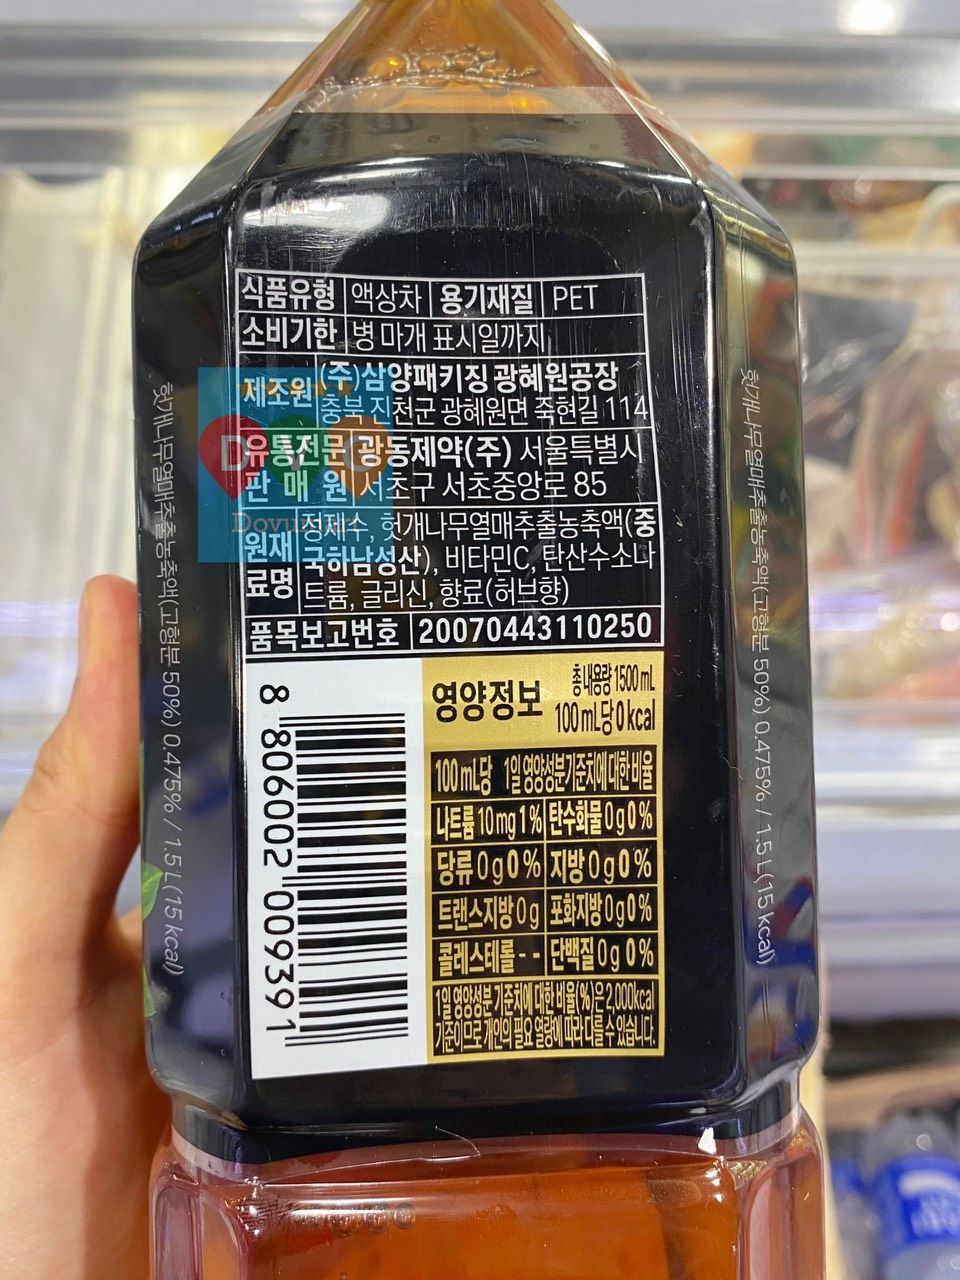 식품유형 액상차 용기재질 PET
소비기한 병 마개 표시일까지
제조원 (주)삼양패키징 광혜원공장
충북 진천군 광혜원면 죽현길 114
유통전문 광동제약(주) 서울특별시
판 매 원 서초구 서초중앙로 85
정제수, 헛개나무열매추출농축액(중
원재 국하남성산), 비타민C, 탄산수소나
료명 트륨, 글리신, 향료(허브향)
품목보고번호 20070443110250
영양정보 총 내용량 1500 mL
100 mL당 0 kcal
100 mL당 1일 영양성분 기준치에 대한 비율
나트륨 10 mg 1 % 탄수화물 0 g 0 %
당류 0 g 0 % 지방 0 g 0 %
트랜스지방 0 g 포화지방 0 g 0 %
콜레스테롤 - - 단백질 0 g 0 %
1일 영양성분 기준치에 대한 비율(%)은 2,000kcal
기준이므로 개인의 필요 열량에 따라 다를 수 있습니다.
8 806002 009391
헛개나무열매추출농축액(고형분 50%) 0.475% / 1.5 L (15 kcal)
헛개나무열매추출농축액(고형분 50%) 0.475% / 1.5 L (15 kcal)